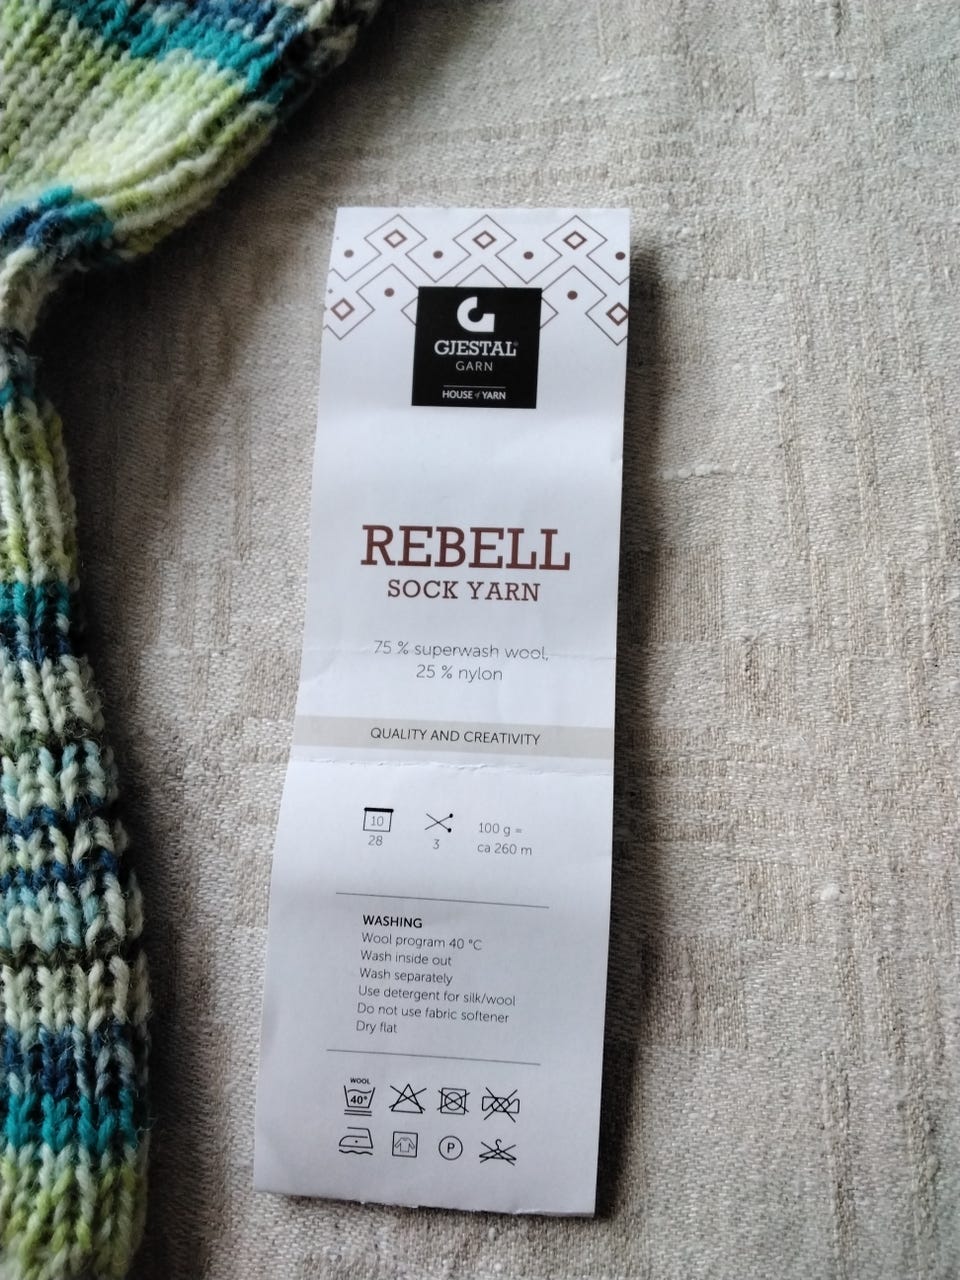 GJESTAL®
GARN
HOUSE of YARN
REBELL
SOCK YARN
75 % superwash wool,
25 % nylon
QUALITY AND CREATIVITY
10
28
3
100 g =
ca 260 m
WASHING
Wool program 40 °C
Wash inside out
Wash separately
Use detergent for silk/wool
Do not use fabric softener
Dry flat
WOOL
40°
P